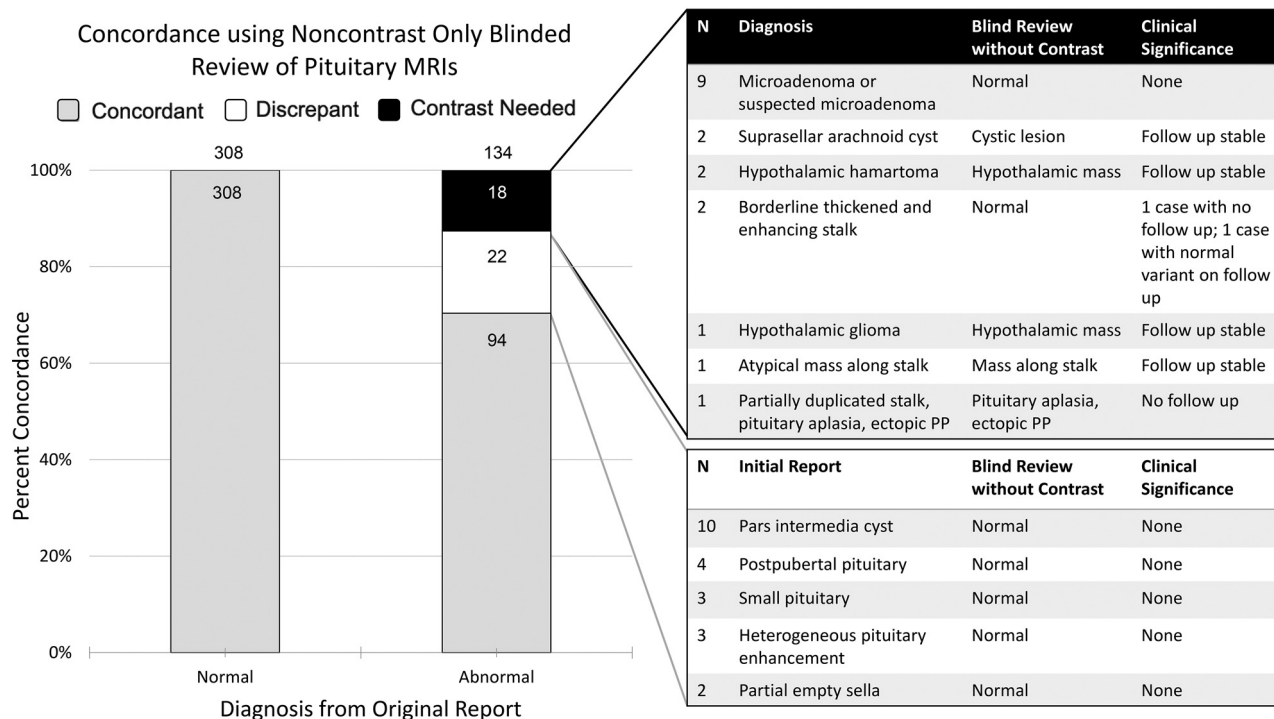 Concordance using Noncontrast Only Blinded
Review of Pituitary MRIs
Concordant Discrepant Contrast Needed
308 134
100%
80%
60%
40%
20%
0%
308
18
22
94
Percent Concordance
Normal Abnormal
Diagnosis from Original Report
N Diagnosis Blind Review without Contrast Clinical Significance
9 Microadenoma or suspected microadenoma Normal None
2 Suprasellar arachnoid cyst Cystic lesion Follow up stable
2 Hypothalamic hamartoma Hypothalamic mass Follow up stable
2 Borderline thickened and enhancing stalk Normal 1 case with no follow up; 1 case with normal variant on follow up
1 Hypothalamic glioma Hypothalamic mass Follow up stable
1 Atypical mass along stalk Mass along stalk Follow up stable
1 Partially duplicated stalk, pituitary aplasia, ectopic PP Pituitary aplasia, ectopic PP No follow up
N Initial Report Blind Review without Contrast Clinical Significance
10 Pars intermedia cyst Normal None
4 Postpubertal pituitary Normal None
3 Small pituitary Normal None
3 Heterogeneous pituitary enhancement Normal None
2 Partial empty sella Normal None